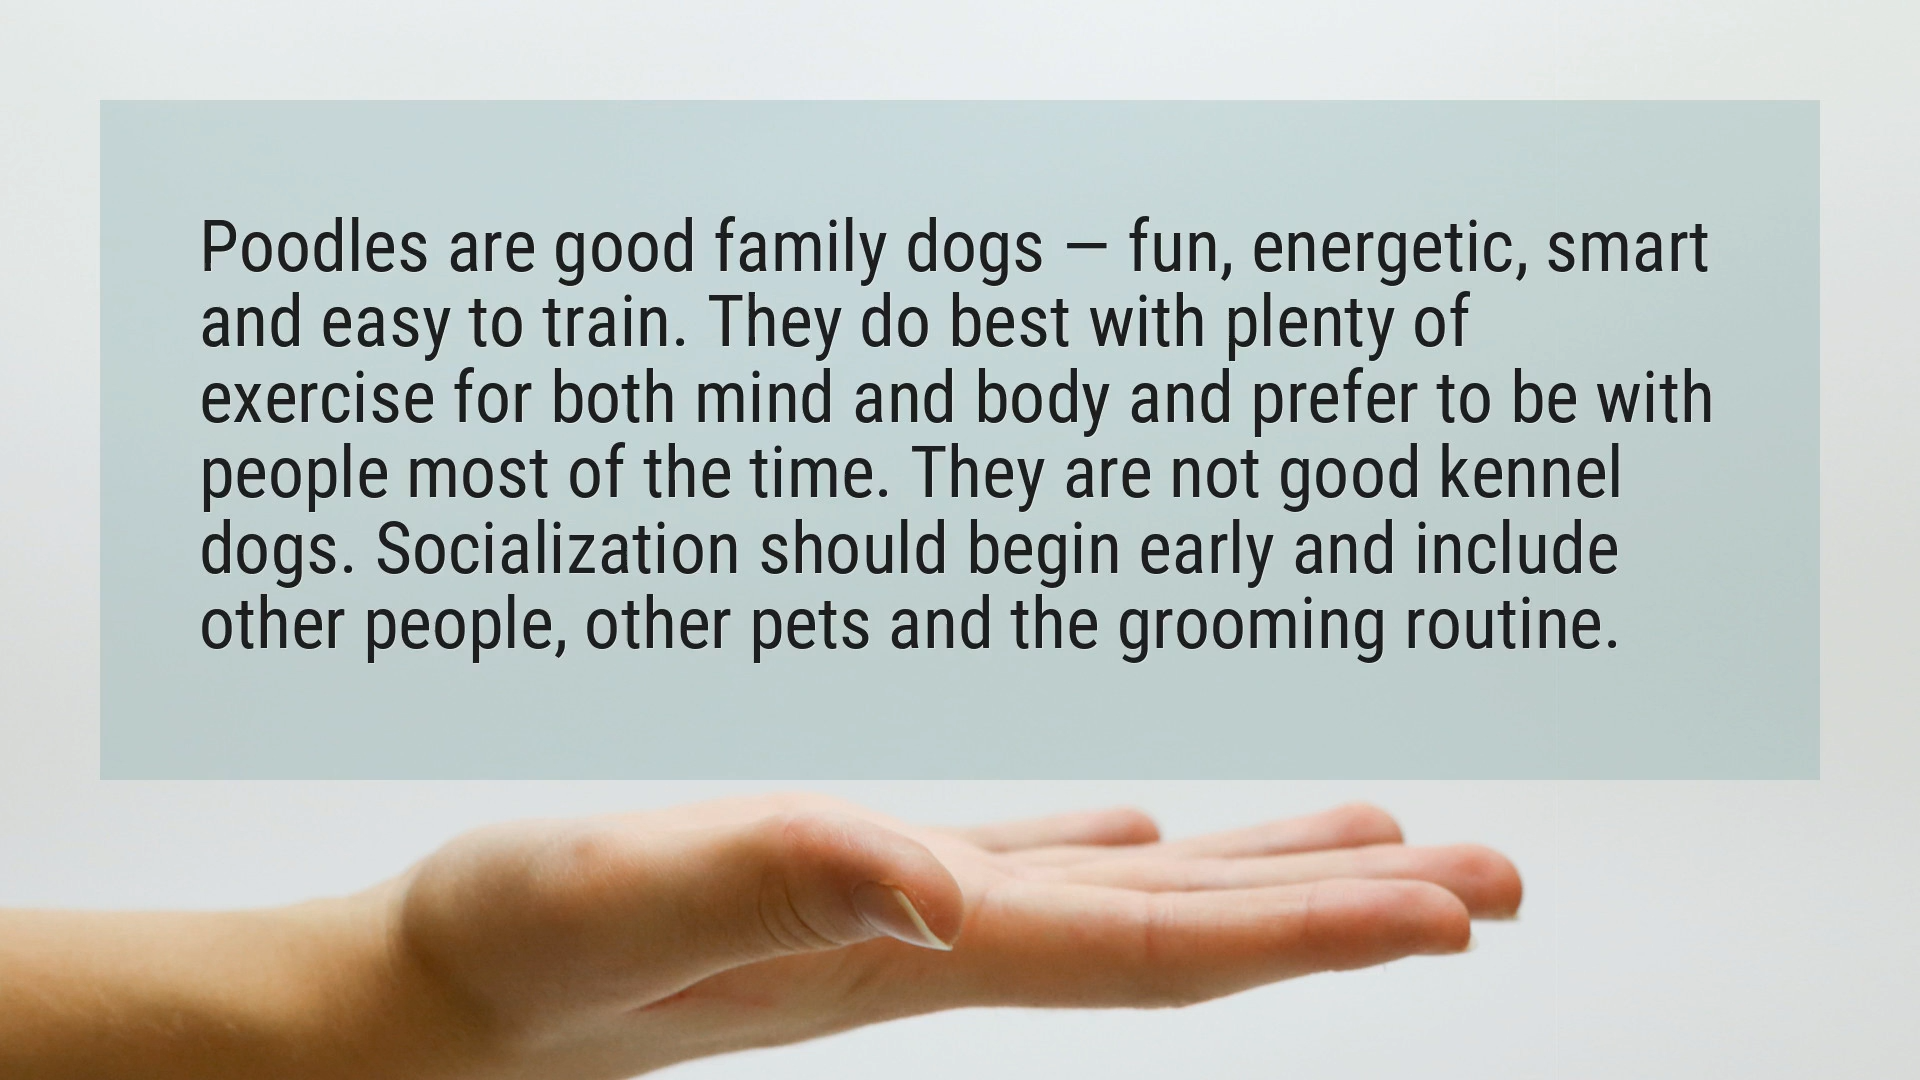 Poodles are good family dogs — fun, energetic, smart
and easy to train. They do best with plenty of
exercise for both mind and body and prefer to be with
people most of the time. They are not good kennel
dogs. Socialization should begin early and include
other people, other pets and the grooming routine.